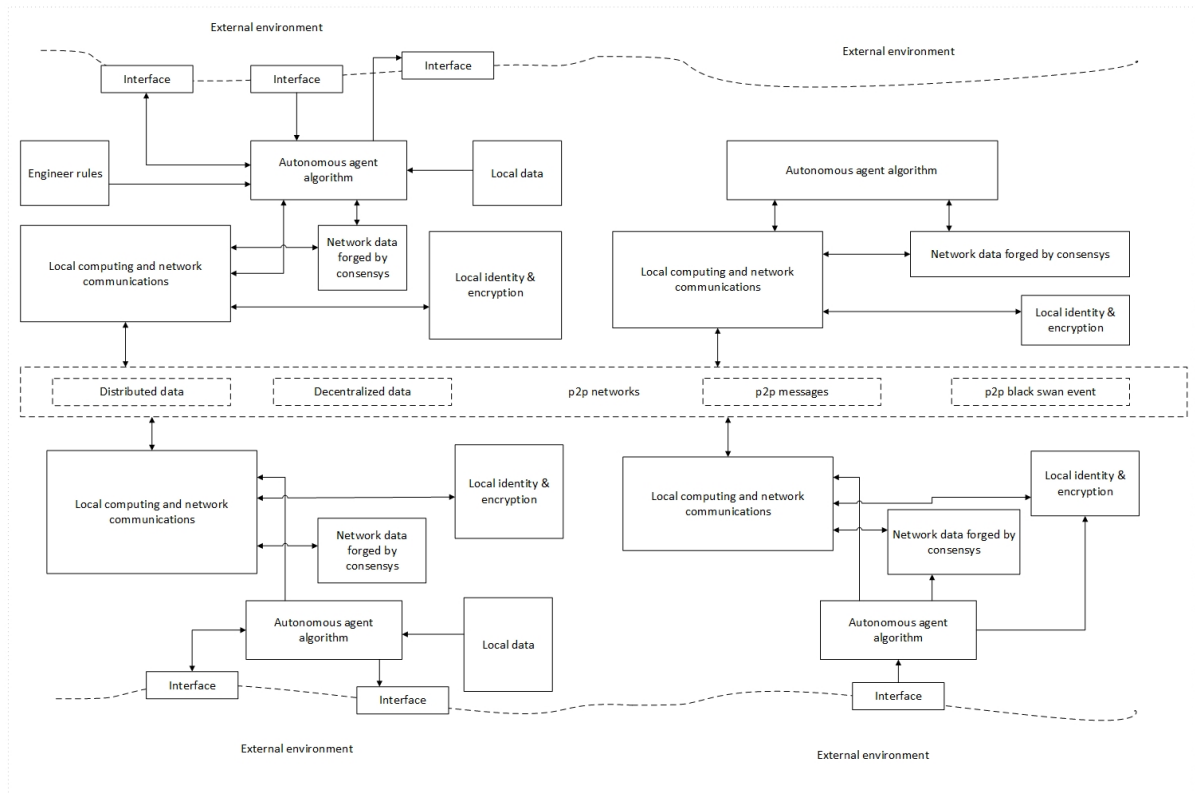 External environment
External environment
Interface
Interface
Interface
Engineer rules
Autonomous agent
algorithm
Local data
Autonomous agent algorithm
Local computing and network
communications
Network data
forged by
consensys
Local identity &
encryption
Local computing and network
communications
Network data forged by consensys
Local identity &
encryption
Distributed data
Decentralized data
p2p networks
p2p messages
p2p black swan event
Local computing and network
communications
Local identity &
encryption
Network data
forged by
consensys
Autonomous agent
algorithm
Local data
Interface
Interface
External environment
Local computing and network
communications
Local identity &
encryption
Network data forged by
consensys
Autonomous agent
algorithm
Interface
External environment